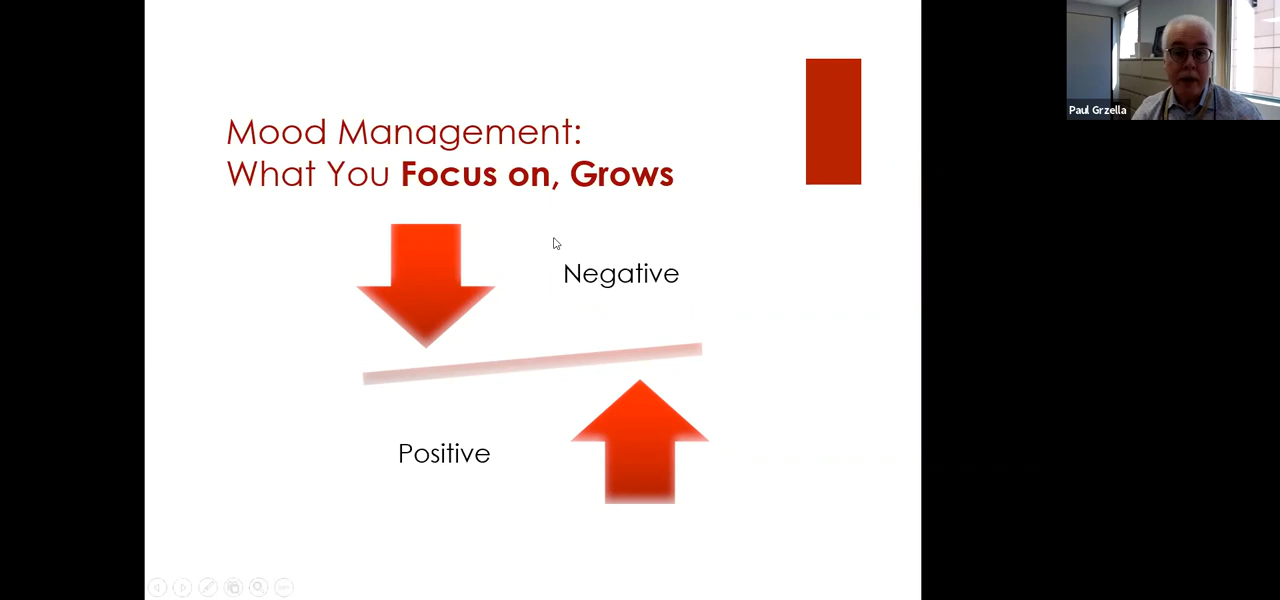 Mood Management:
What You Focus on, Grows
Negative
Positive
Paul Grzella